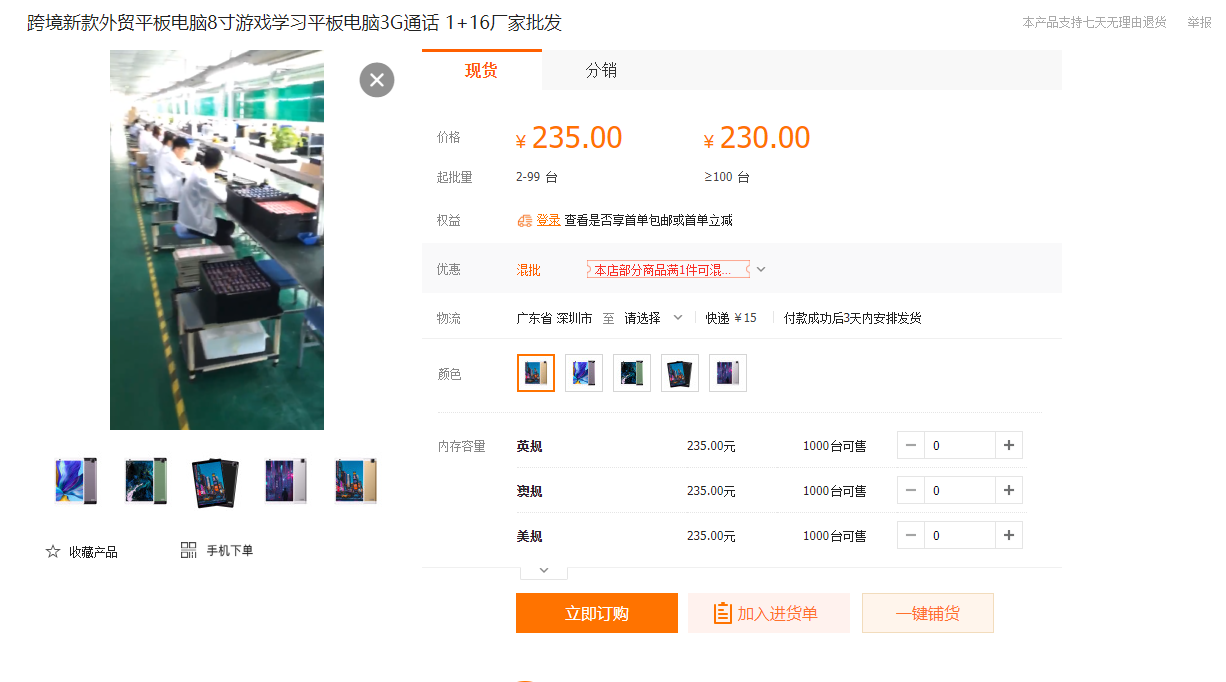 跨境新款外贸平板电脑8寸游戏学习平板电脑3G通话 1+16厂家批发
本产品支持七天无理由退货 举报
现货 分销
价格 ¥ 235.00 ¥ 230.00
起批量 2-99 台 ≥100 台
权益 登录 查看是否享首单包邮或首单立减
优惠 混批 本店部分商品满1件可混...
物流 广东省 深圳市 至 请选择 快递 ¥ 15 付款成功后3天内安排发货
颜色
内存容量 英规 235.00元 1000台可售 − 0 +
澳规 235.00元 1000台可售 − 0 +
美规 235.00元 1000台可售 − 0 +
收藏产品 手机下单
立即订购 加入进货单 一键铺货